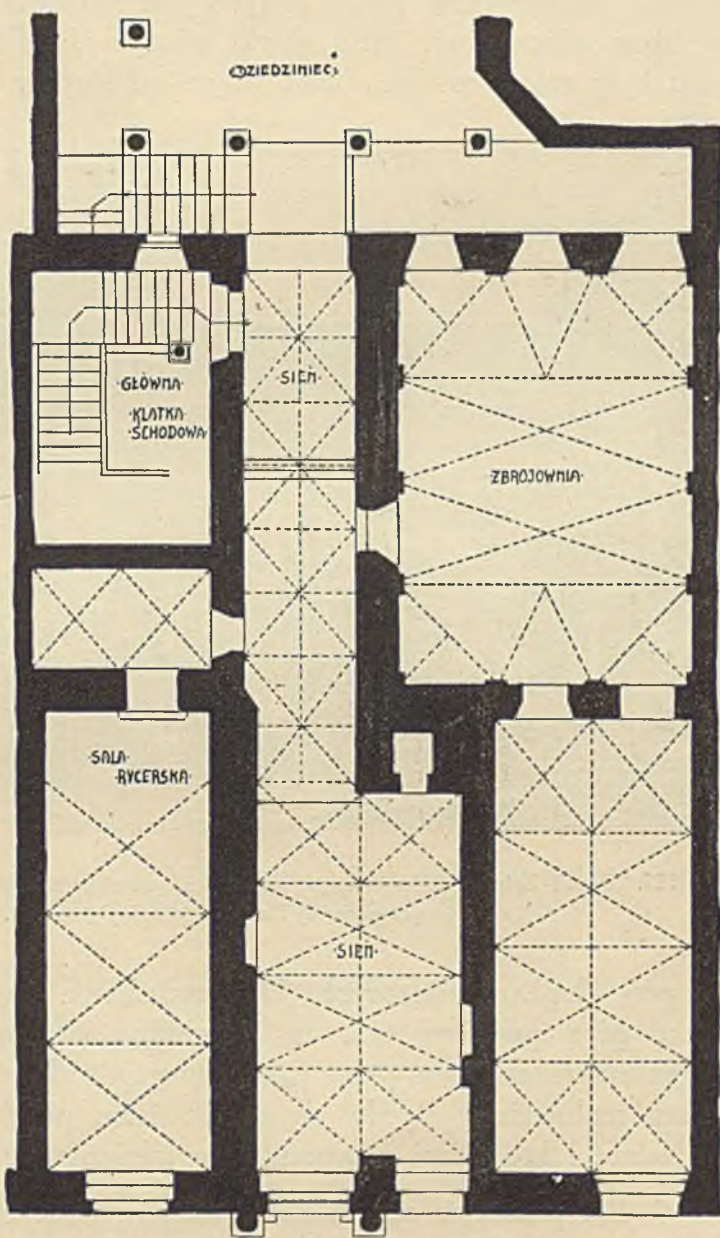 DZIEDZINIEC
SIEŃ
·GŁÓWNA·
·KLATKA
SCHODOWA·
·ZBROJOWNIA·
·SALA·
RYCERSKA·
·SIEŃ·